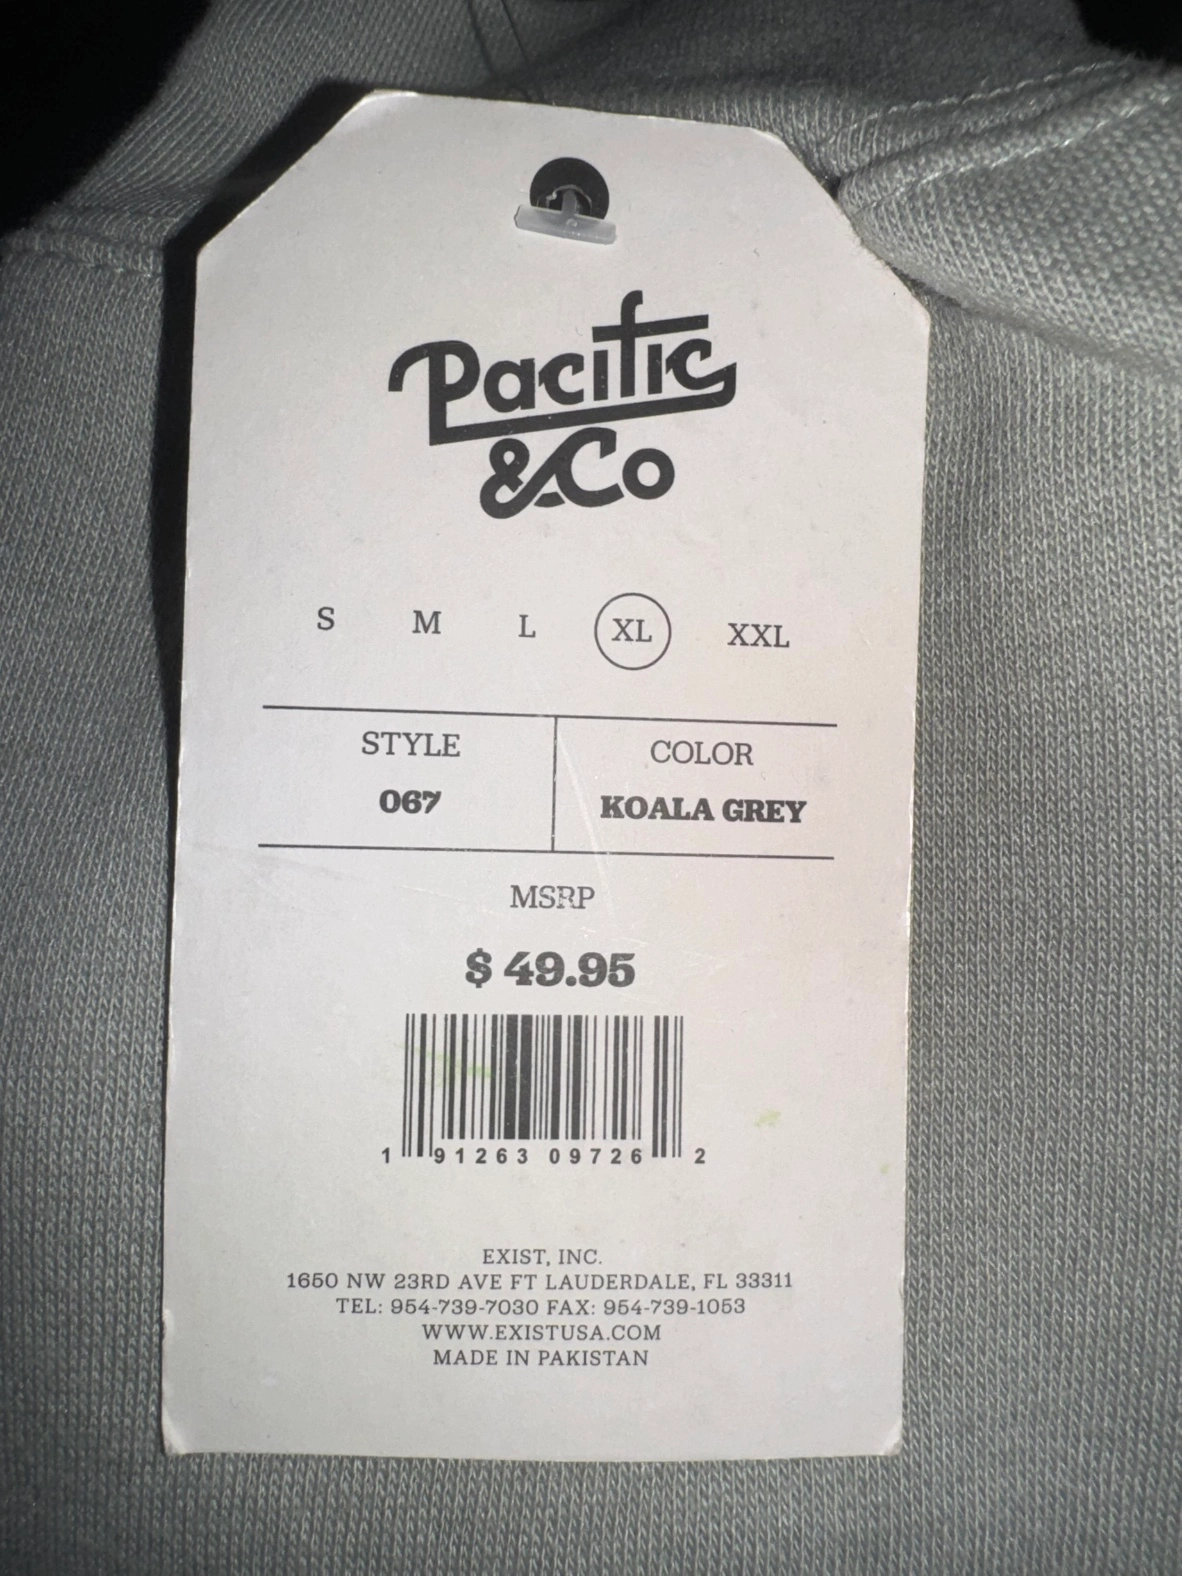 Pacific
&Co
S M L XL XXL
STYLE COLOR
067 KOALA GREY
MSRP
$ 49.95
1 91263 09726 2
EXIST, INC.
1650 NW 23RD AVE FT LAUDERDALE, FL 33311
TEL: 954-739-7030 FAX: 954-739-1053
WWW.EXISTUSA.COM
MADE IN PAKISTAN